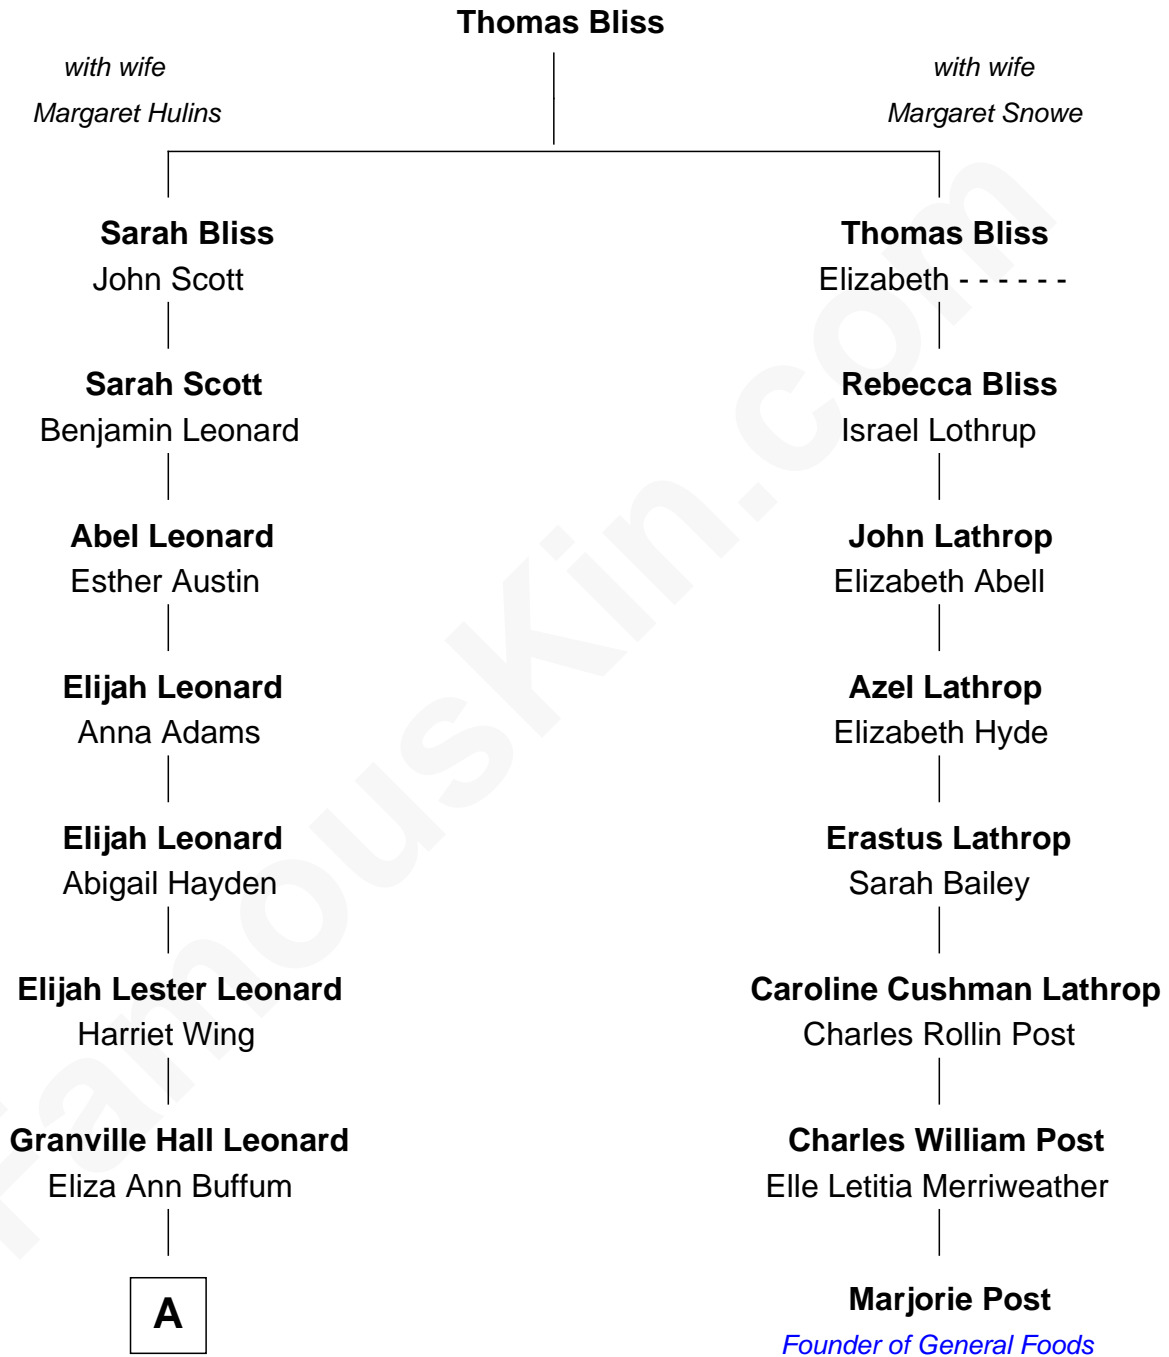 Thomas Bliss
with wife
Margaret Hulins
with wife
Margaret Snowe
Sarah Bliss
John Scott
Thomas Bliss
Elizabeth - - - - - -
Sarah Scott
Benjamin Leonard
Rebecca Bliss
Israel Lothrup
Abel Leonard
Esther Austin
John Lathrop
Elizabeth Abell
Elijah Leonard
Anna Adams
Azel Lathrop
Elizabeth Hyde
Elijah Leonard
Abigail Hayden
Erastus Lathrop
Sarah Bailey
Elijah Lester Leonard
Harriet Wing
Caroline Cushman Lathrop
Charles Rollin Post
Granville Hall Leonard
Eliza Ann Buffum
Charles William Post
Elle Letitia Merriweather
A
Marjorie Post
Founder of General Foods
FamousKin.com